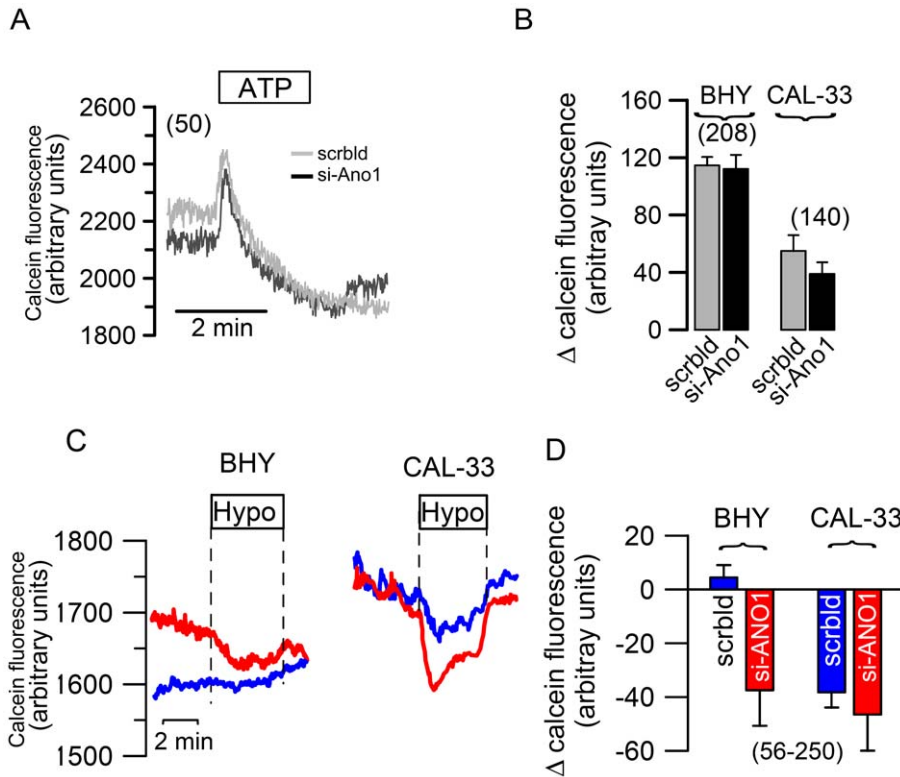 A
ATP
Calcein fluorescence
(arbitrary units)
2600
2400
2200
2000
1800
(50)
scrbld
si-Ano1
2 min
B
Δ calcein fluorescence
(arbitray units)
160
120
80
40
0
BHY
CAL-33
(208)
(140)
scrbld
si-Ano1
scrbld
si-Ano1
C
BHY
CAL-33
Hypo
Hypo
Calcein fluorescence
(arbitrary units)
1800
1700
1600
1500
2 min
D
Δ calcein fluorescence
(arbitray units)
20
0
-20
-40
-60
BHY
CAL-33
scrbld
si-ANO1
scrbld
si-ANO1
(56-250)